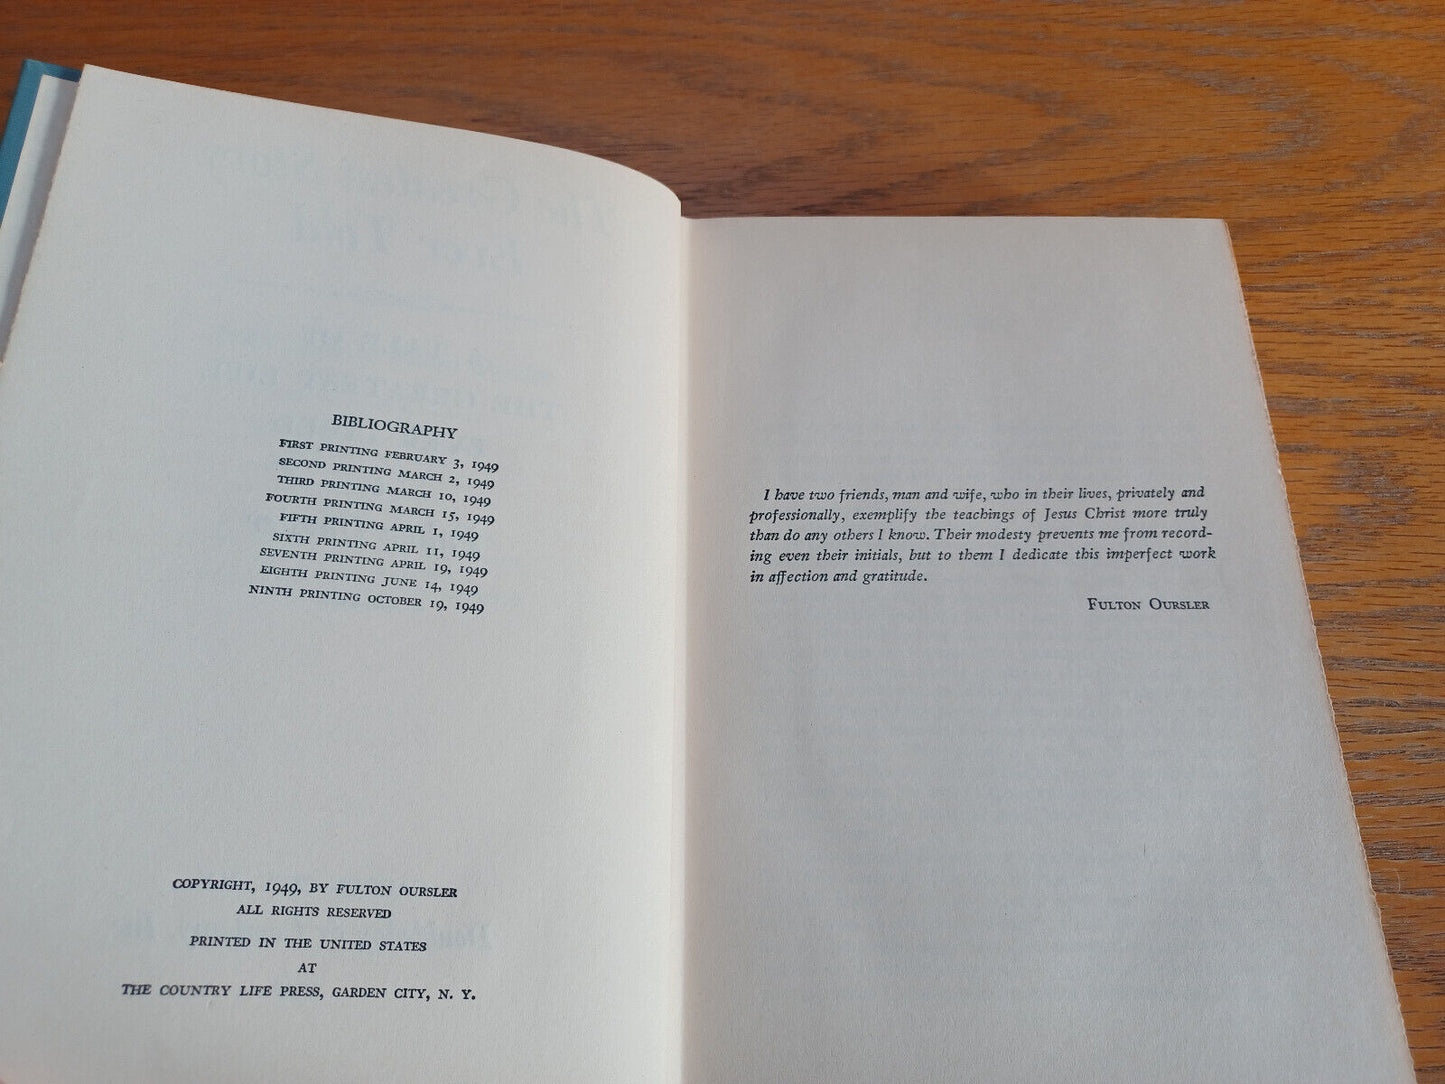 BIBLIOGRAPHY
FIRST PRINTING FEBRUARY 3, 1949
SECOND PRINTING MARCH 2, 1949
THIRD PRINTING MARCH 10, 1949
FOURTH PRINTING MARCH 15, 1949
FIFTH PRINTING APRIL 1, 1949
SIXTH PRINTING APRIL 11, 1949
SEVENTH PRINTING APRIL 19, 1949
EIGHTH PRINTING JUNE 14, 1949
NINTH PRINTING OCTOBER 19, 1949
COPYRIGHT, 1949, BY FULTON OURSLER
ALL RIGHTS RESERVED
PRINTED IN THE UNITED STATES
AT
THE COUNTRY LIFE PRESS, GARDEN CITY, N. Y.
I have two friends, man and wife, who in their lives, privately and
professionally, exemplify the teachings of Jesus Christ more truly
than do any others I know. Their modesty prevents me from record-
ing even their initials, but to them I dedicate this imperfect work
in affection and gratitude.
FULTON OURSLER